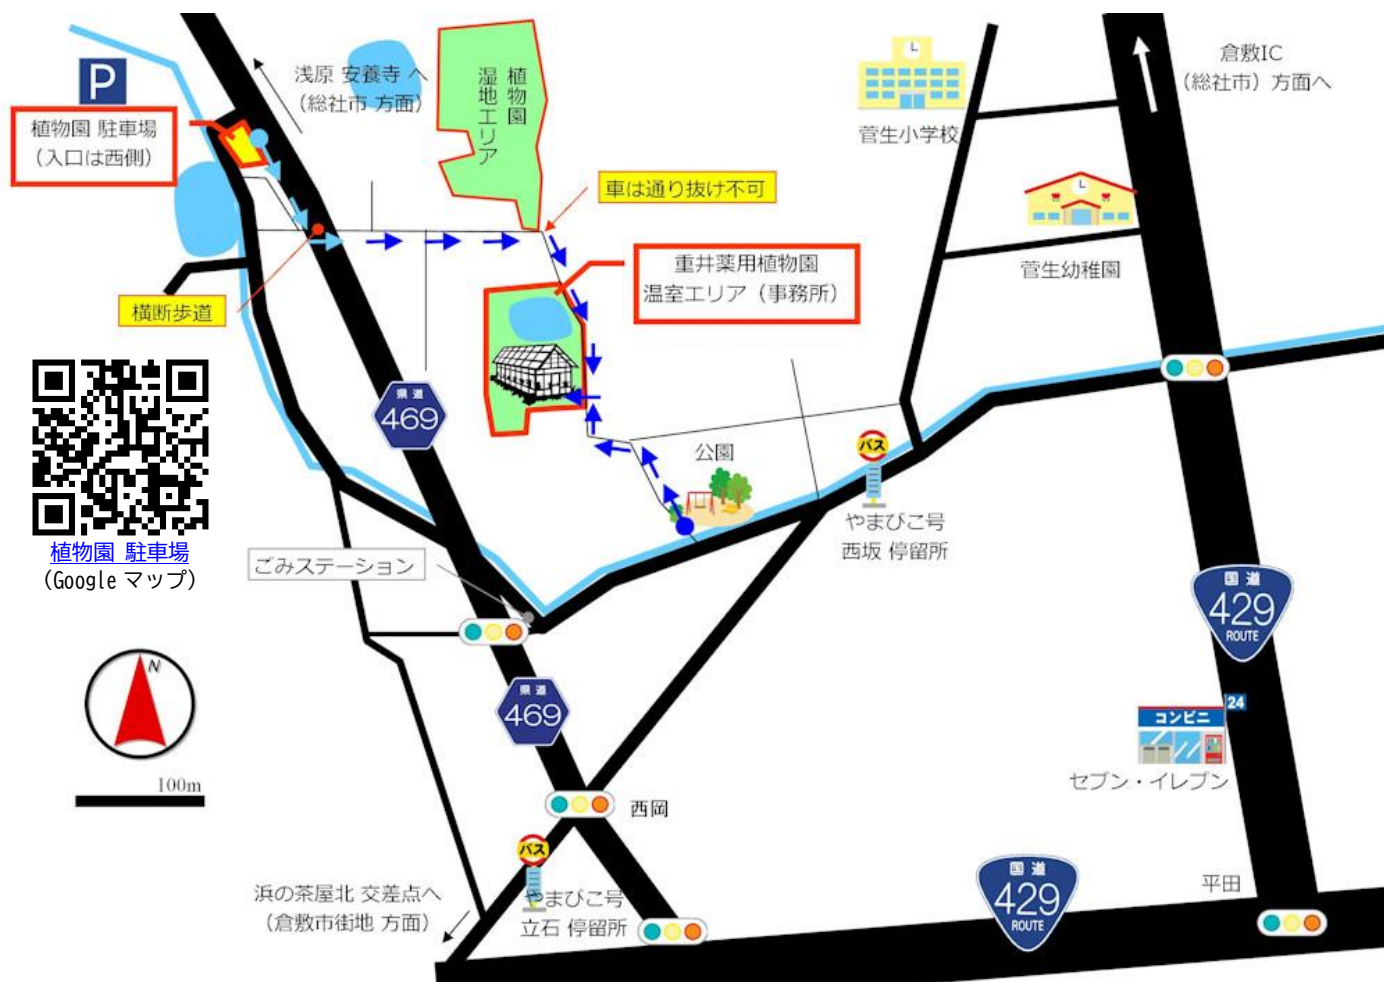 P
植物園 駐車場
（入口は西側）
浅原 安養寺 へ
（総社市 方面）
植物園
湿地エリア
菅生小学校
倉敷IC
（総社市）方面へ
車は通り抜け不可
菅生幼稚園
重井薬用植物園
温室エリア（事務所）
横断歩道
県道
469
公園
バス
やまびこ号
西坂 停留所
植物園 駐車場
(Google マップ)
ごみステーション
国道
429
ROUTE
N
100m
県道
469
24
コンビニ
セブン・イレブン
西岡
バス
やまびこ号
立石 停留所
浜の茶屋北 交差点へ
（倉敷市街地 方面）
国道
429
ROUTE
平田